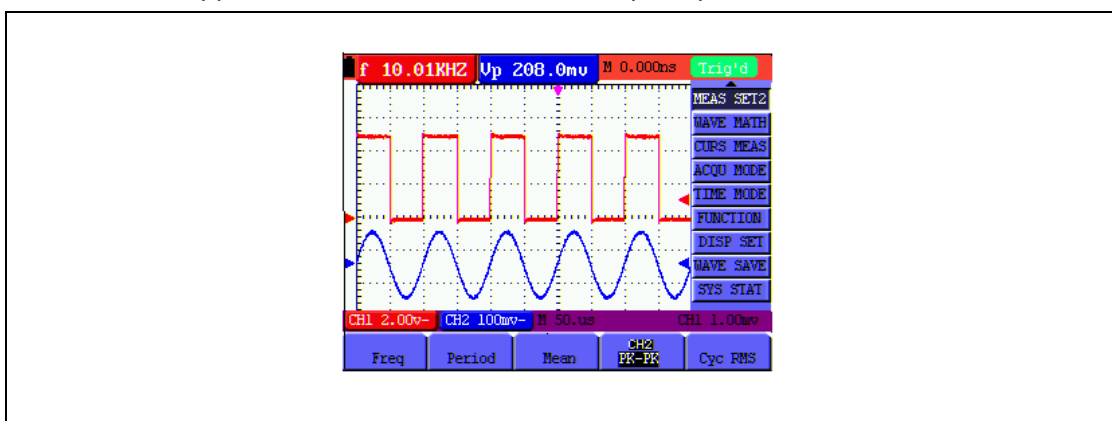 f 10.01KHZ Vp 208.0mv M 0.000ns Trig'd
MEAS SET2
WAVE MATH
CURS MEAS
ACQU MODE
TIME MODE
FUNCTION
DISP SET
WAVE SAVE
SYS STAT
CH1 2.00v- CH2 100mv- M 50.us CH1 1.00mv
Freq Period Mean CH2 PK-PK Cyc RMS